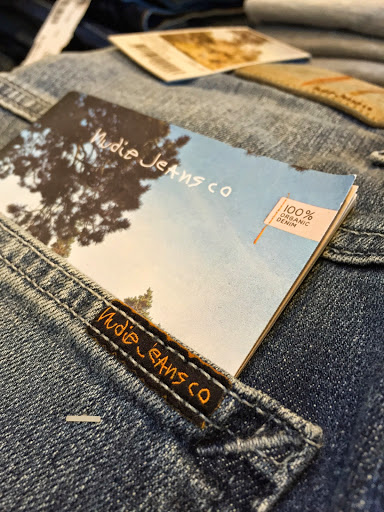 Nudie Jeans co
100%
ORGANIC
DENIM
Nudie Jeans co